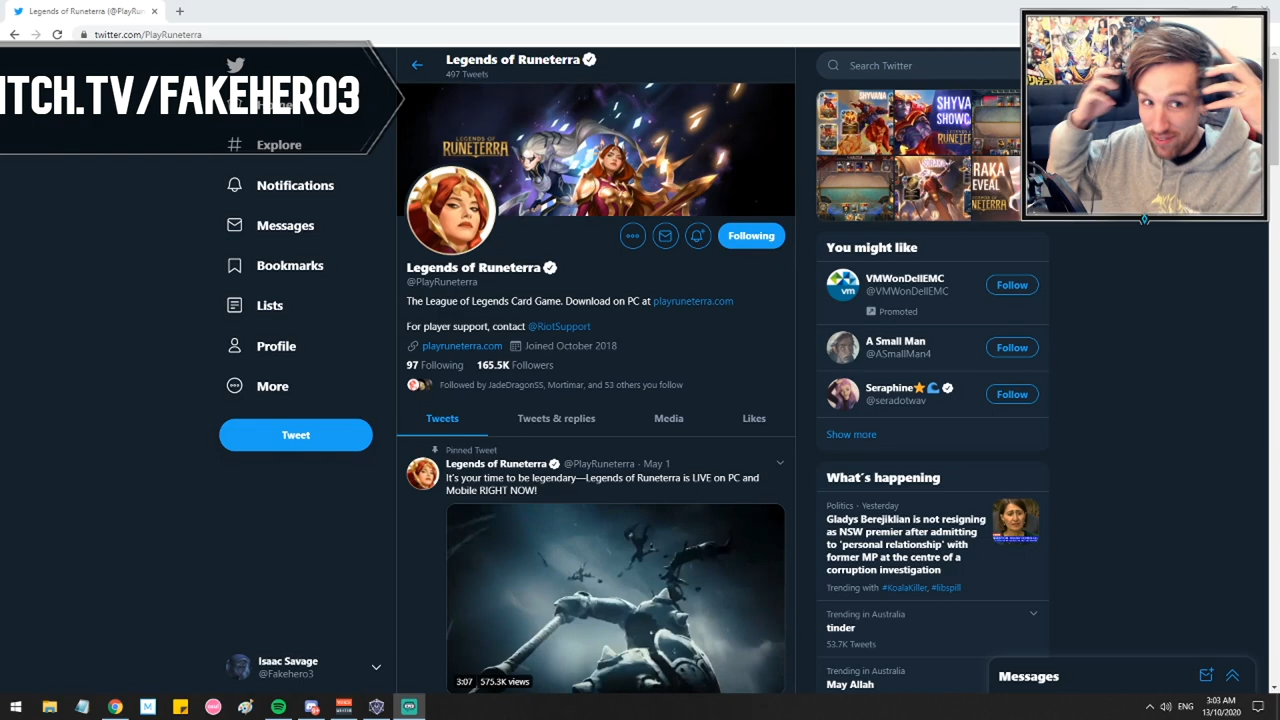 Legends of Runeterra (@PlayRun
twitter.com/PlayRuneterra
ITCH.TV/FAKEHERO3
Explore
Notifications
Messages
Bookmarks
Lists
Profile
More
Tweet
Isaac Savage
@Fakehero3
Legends of Runeterra
497 Tweets
LEGENDS OF
RUNETERRA
Following
Legends of Runeterra
@PlayRuneterra
The League of Legends Card Game. Download on PC at playruneterra.com
For player support, contact @RiotSupport
playruneterra.com Joined October 2018
97 Following 165.5K Followers
Followed by JadeDragonSS, Mortimar, and 53 others you follow
Tweets Tweets & replies Media Likes
Pinned Tweet
Legends of Runeterra @PlayRuneterra · May 1
It's your time to be legendary—Legends of Runeterra is LIVE on PC and
Mobile RIGHT NOW!
3:07 575.3K views
Search Twitter
SHYVANA
SHYVA
SHOWC
RAKA
EVEAL
You might like
VMWonDellEMC
@VMWonDellEMC
Follow
Promoted
A Small Man
@ASmallMan4
Follow
Seraphine⭐🌊
@seradotwav
Follow
Show more
What's happening
Politics · Yesterday
Gladys Berejiklian is not resigning
as NSW premier after admitting
to 'personal relationship' with
former MP at the centre of a
corruption investigation
Trending with #KoalaKiller, #libspill
Trending in Australia
tinder
53.7K Tweets
Trending in Australia
May Allah
Messages
ENG
3:03 AM
13/10/2020